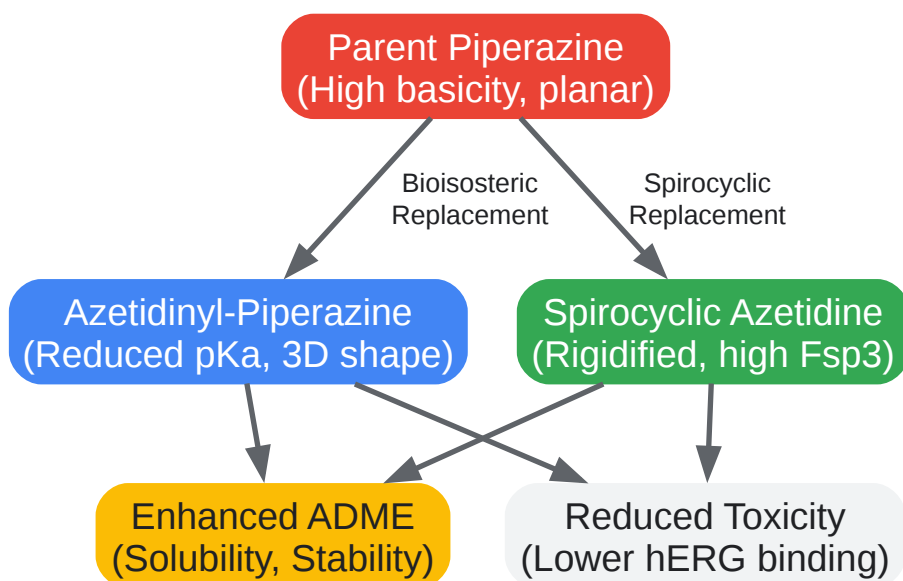 Parent Piperazine
(High basicity, planar)
Bioisosteric
Replacement
Spirocyclic
Replacement
Azetidinyl-Piperazine
(Reduced pKa, 3D shape)
Spirocyclic Azetidine
(Rigidified, high Fsp3)
Enhanced ADME
(Solubility, Stability)
Reduced Toxicity
(Lower hERG binding)